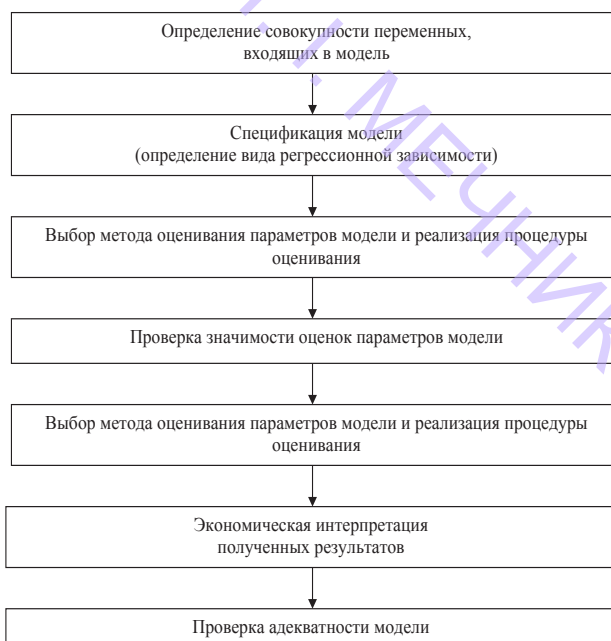 Определение совокупности переменных,
входящих в модель
Спецификация модели
(определение вида регрессионной зависимости)
Выбор метода оценивания параметров модели и реализация процедуры
оценивания
Проверка значимости оценок параметров модели
Выбор метода оценивания параметров модели и реализация процедуры
оценивания
Экономическая интерпретация
полученных результатов
Проверка адекватности модели
І. І. МЕЧНИК